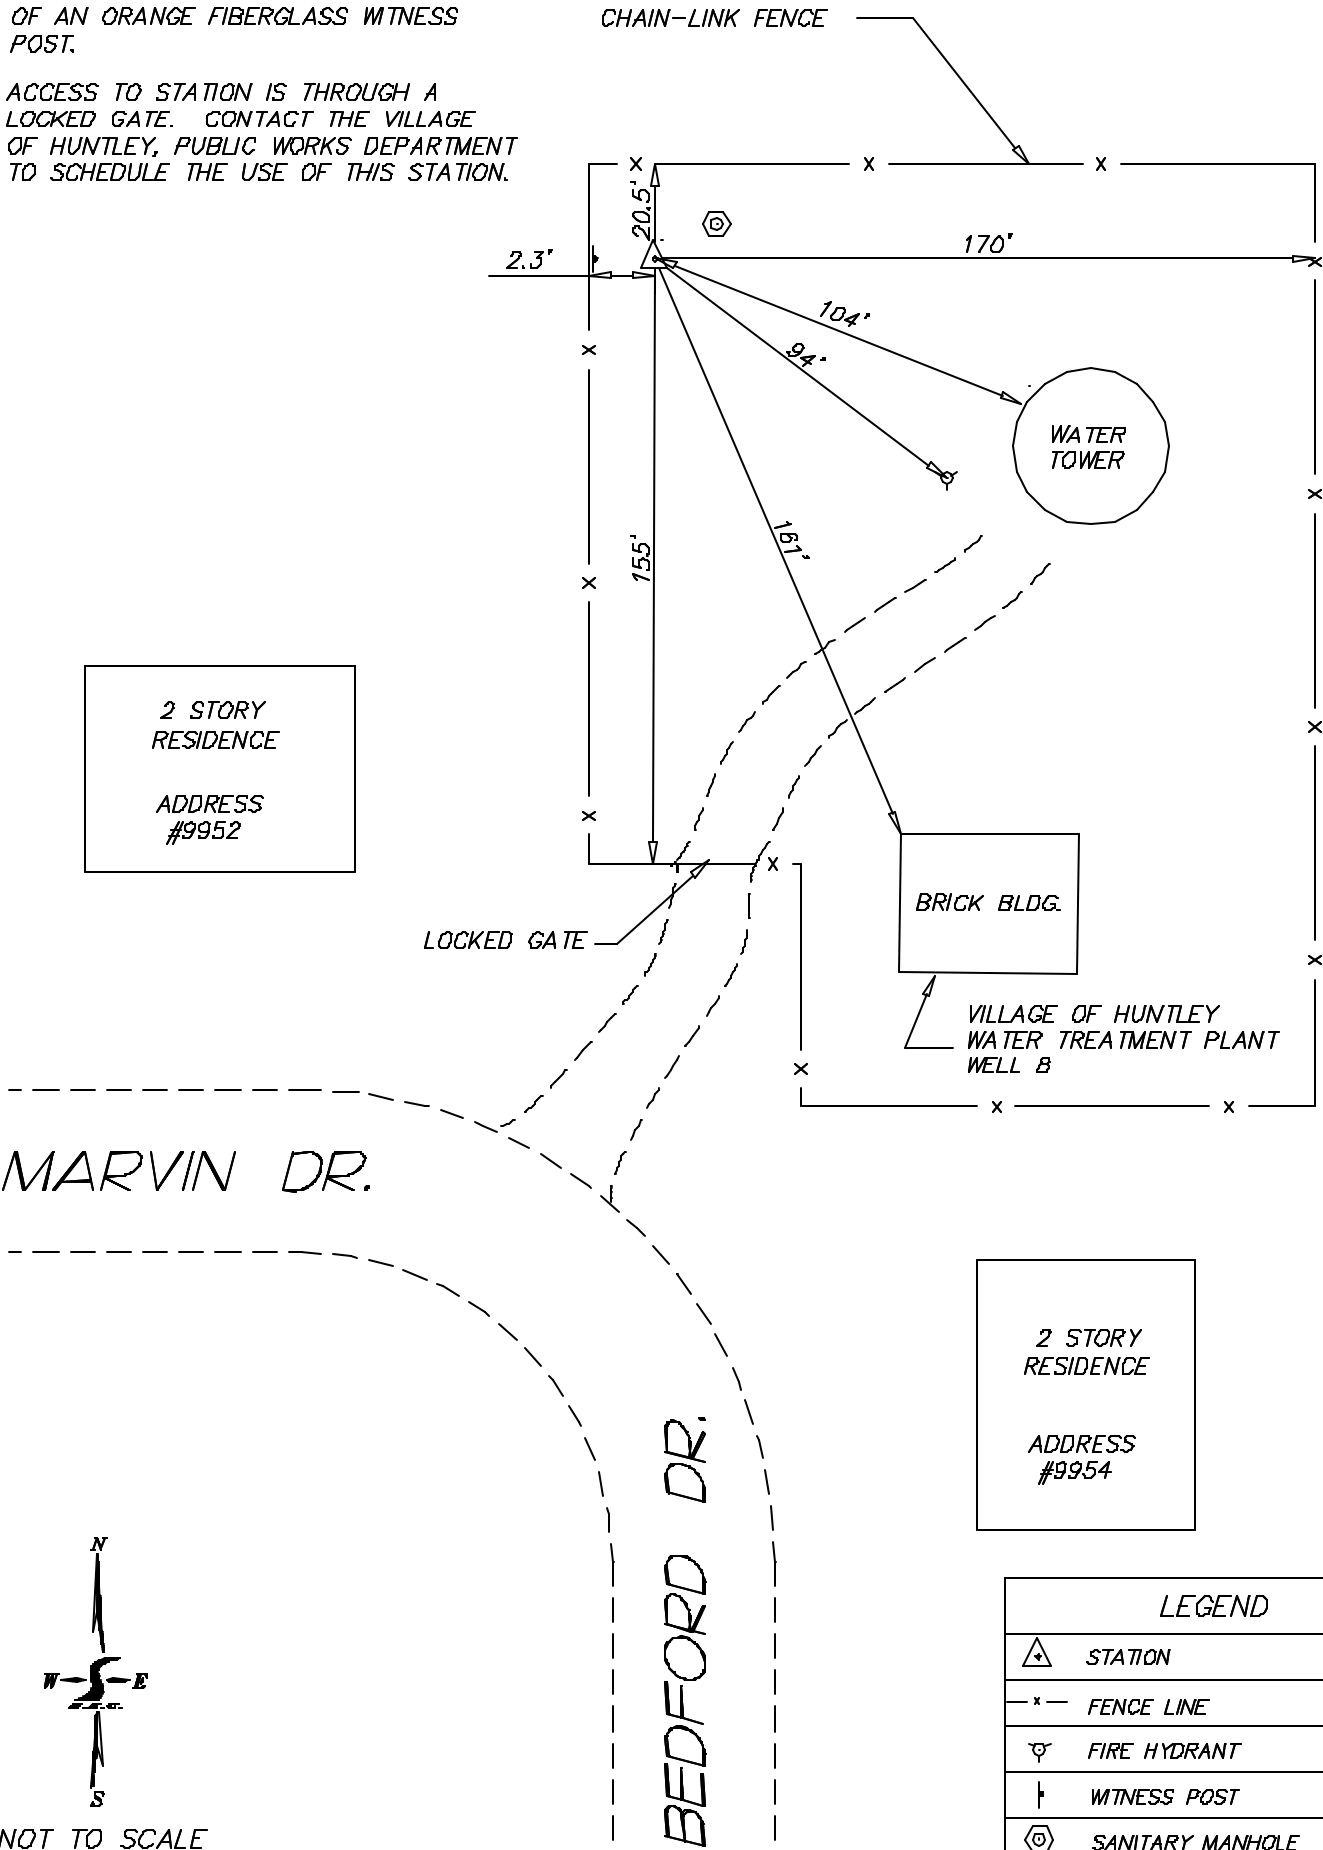 OF AN ORANGE FIBERGLASS WITNESS
POST.
ACCESS TO STATION IS THROUGH A
LOCKED GATE. CONTACT THE VILLAGE
OF HUNTLEY, PUBLIC WORKS DEPARTMENT
TO SCHEDULE THE USE OF THIS STATION.
CHAIN-LINK FENCE
20.5'
2.3'
170'
104'
94'
WATER
TOWER
155'
161'
2 STORY
RESIDENCE
ADDRESS
#9952
LOCKED GATE
BRICK BLDG.
VILLAGE OF HUNTLEY
WATER TREATMENT PLANT
WELL 8
MARVIN DR.
BEDFORD DR.
2 STORY
RESIDENCE
ADDRESS
#9954
N
W E
S
NOT TO SCALE
LEGEND
STATION
x FENCE LINE
FIRE HYDRANT
WITNESS POST
SANITARY MANHOLE